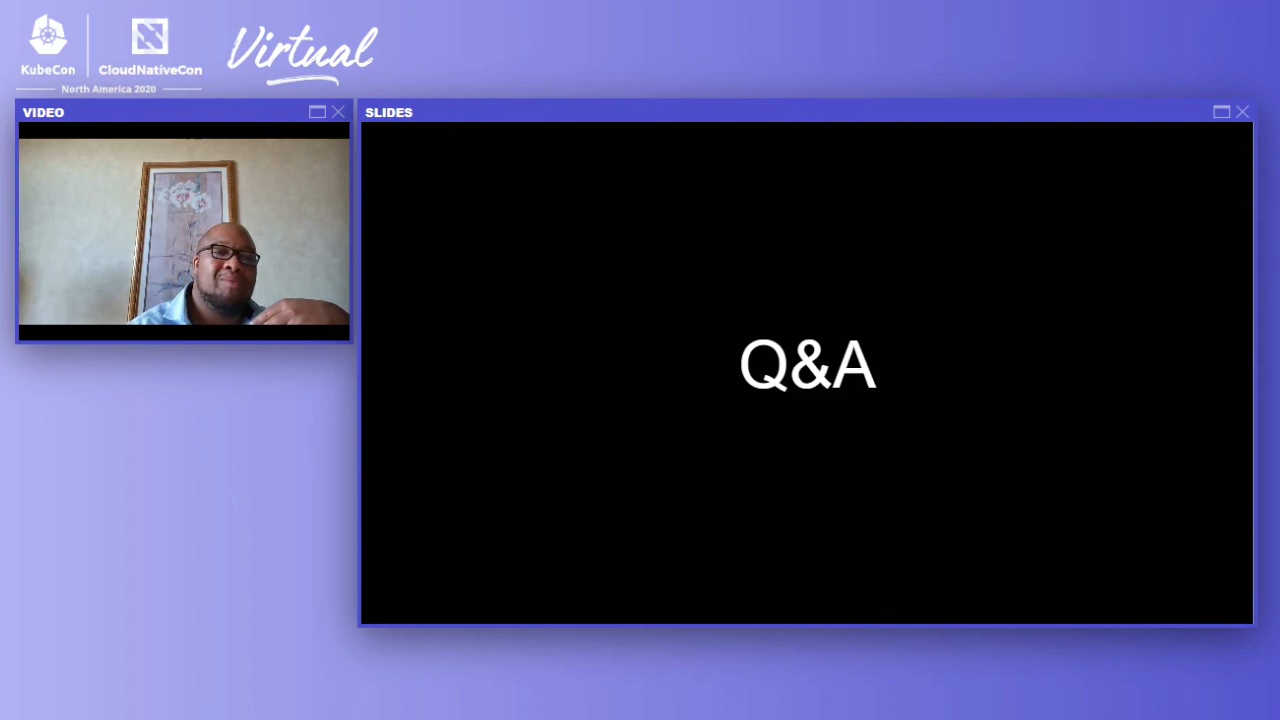 KubeCon
CloudNativeCon
North America 2020
Virtual
VIDEO
SLIDES
Q&A